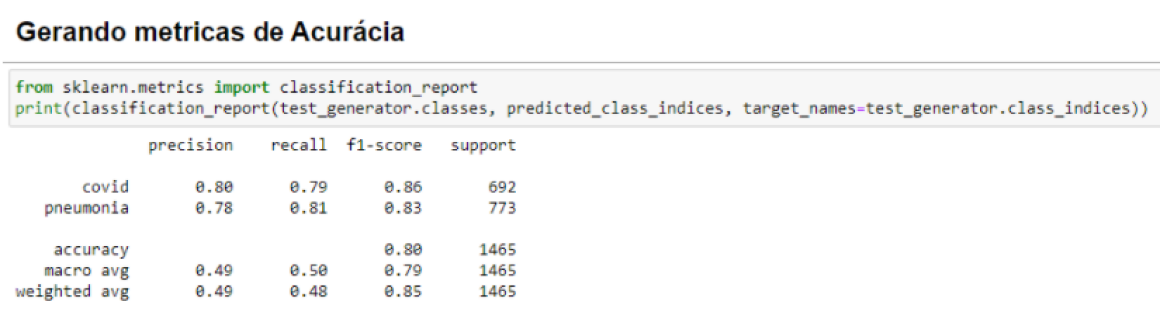 Gerando metricas de Acurácia
from sklearn.metrics import classification_report
print(classification_report(test_generator.classes, predicted_class_indices, target_names=test_generator.class_indices))
precision recall f1-score support
covid 0.80 0.79 0.86 692
pneumonia 0.78 0.81 0.83 773
accuracy 0.80 1465
macro avg 0.49 0.50 0.79 1465
weighted avg 0.49 0.48 0.85 1465